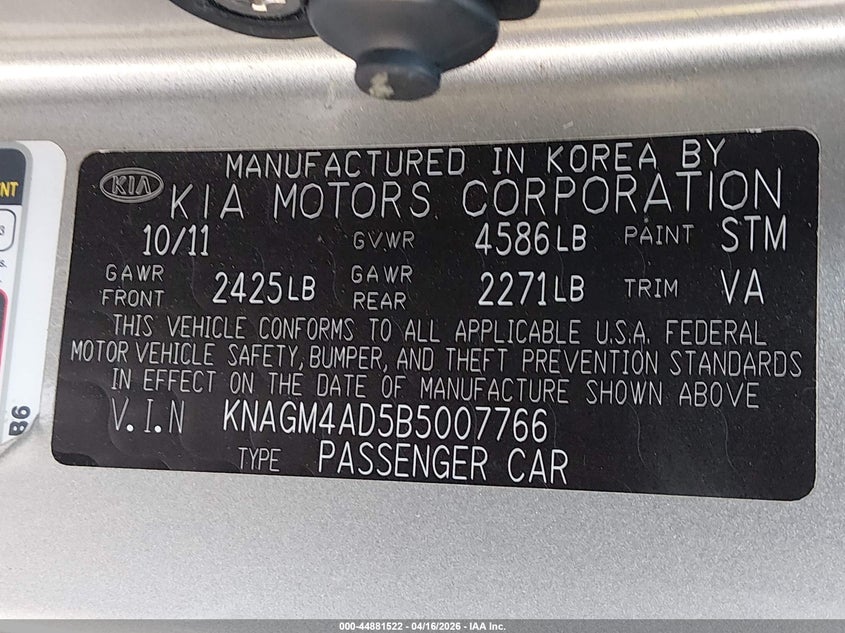 MANUFACTURED IN KOREA BY
KIA KIA MOTORS CORPORATION
10/11 GVWR 4586LB PAINT STM
GAWR FRONT 2425LB GAWR REAR 2271LB TRIM VA
THIS VEHICLE CONFORMS TO ALL APPLICABLE U.S.A. FEDERAL
MOTOR VEHICLE SAFETY, BUMPER, AND THEFT PREVENTION STANDARDS
IN EFFECT ON THE DATE OF MANUFACTURE SHOWN ABOVE
V.I.N KNAGM4AD5B5007766
TYPE PASSENGER CAR
NT
3
s.
B6
000-44881522 - 04/16/2026 - IAA Inc.